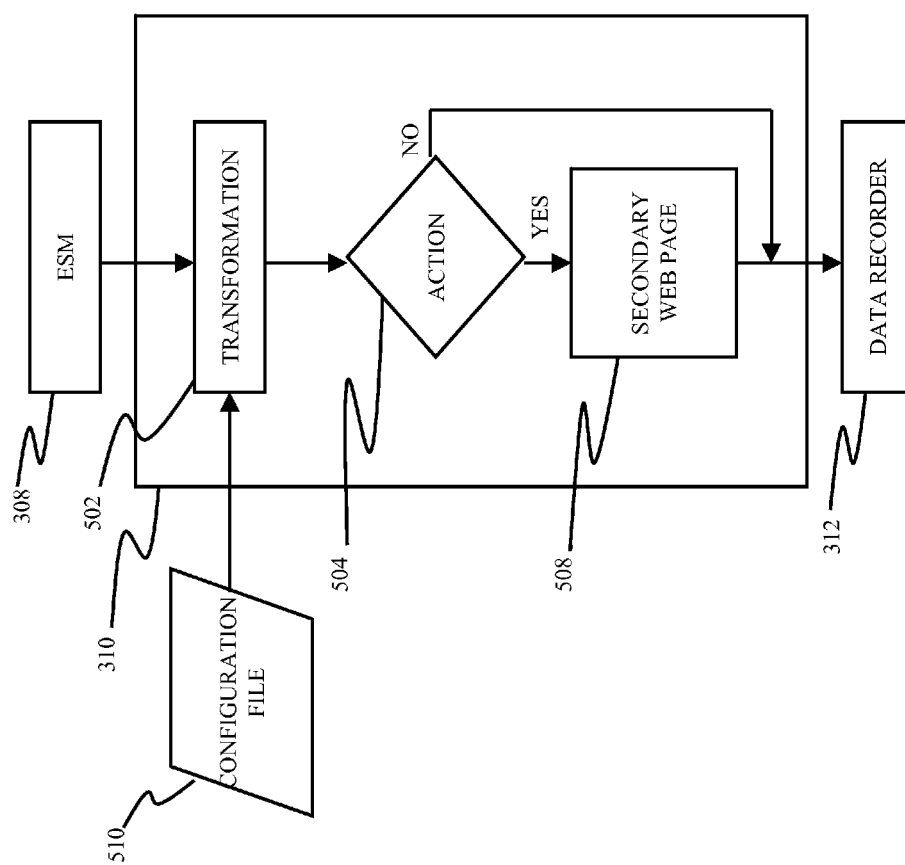 308
ESM
502
310
510
CONFIGURATION
FILE
TRANSFORMATION
504
ACTION
NO
YES
508
SECONDARY
WEB PAGE
312
DATA RECORDER